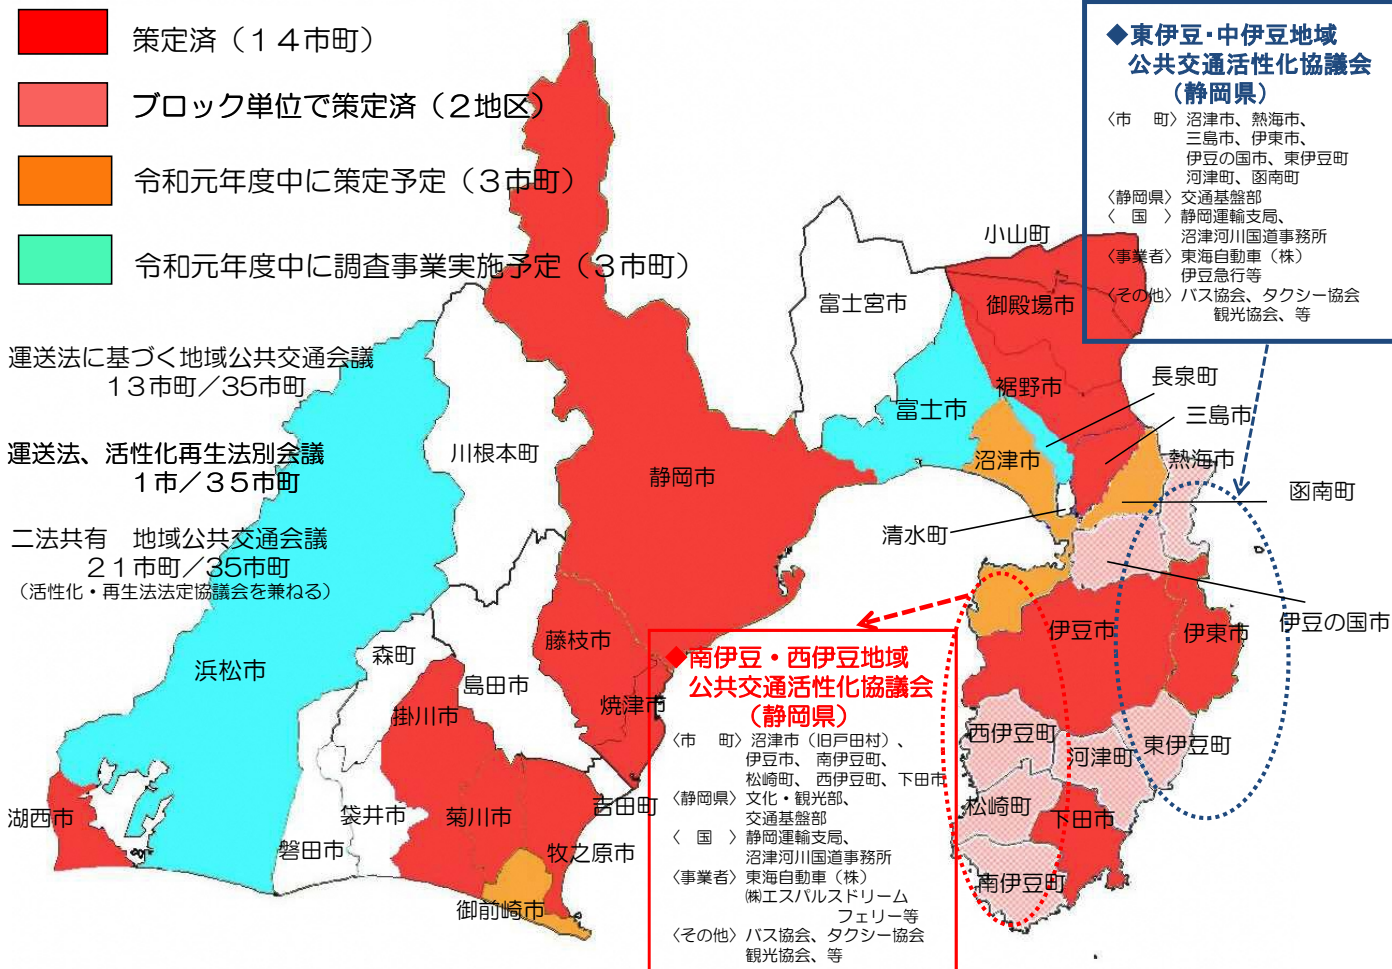 策定済（１４市町）
ブロック単位で策定済（２地区）
令和元年度中に策定予定（３市町）
令和元年度中に調査事業実施予定（３市町）
運送法に基づく地域公共交通会議
１３市町／35市町
運送法、活性化再生法別会議
１市／３５市町
二法共有　地域公共交通会議
２１市町／35市町
（活性化・再生法法定協議会を兼ねる）
◆東伊豆・中伊豆地域
公共交通活性化協議会
（静岡県）
〈市　町〉沼津市、熱海市、
三島市、伊東市、
伊豆の国市、東伊豆町
河津町、函南町
〈静岡県〉交通基盤部
〈　国　〉静岡運輸支局、
沼津河川国道事務所
〈事業者〉東海自動車（株）
伊豆急行等
〈その他〉バス協会、タクシー協会
観光協会、等
小山町
富士宮市
御殿場市
長泉町
裾野市
富士市
三島市
川根本町
沼津市
熱海市
静岡市
函南町
清水町
伊豆の国市
藤枝市
伊豆市
伊東市
森町
浜松市
島田市
焼津市
掛川市
西伊豆町
東伊豆町
河津町
吉田町
松崎町
湖西市
袋井市
菊川市
下田市
磐田市
牧之原市
南伊豆町
御前崎市
◆南伊豆・西伊豆地域
公共交通活性化協議会
（静岡県）
〈市　町〉沼津市（旧戸田村）、
伊豆市、南伊豆町、
松崎町、西伊豆町、下田市
〈静岡県〉文化・観光部、
交通基盤部
〈　国　〉静岡運輸支局、
沼津河川国道事務所
〈事業者〉東海自動車（株）
㈱エスパルスドリーム
フェリー等
〈その他〉バス協会、タクシー協会
観光協会、等